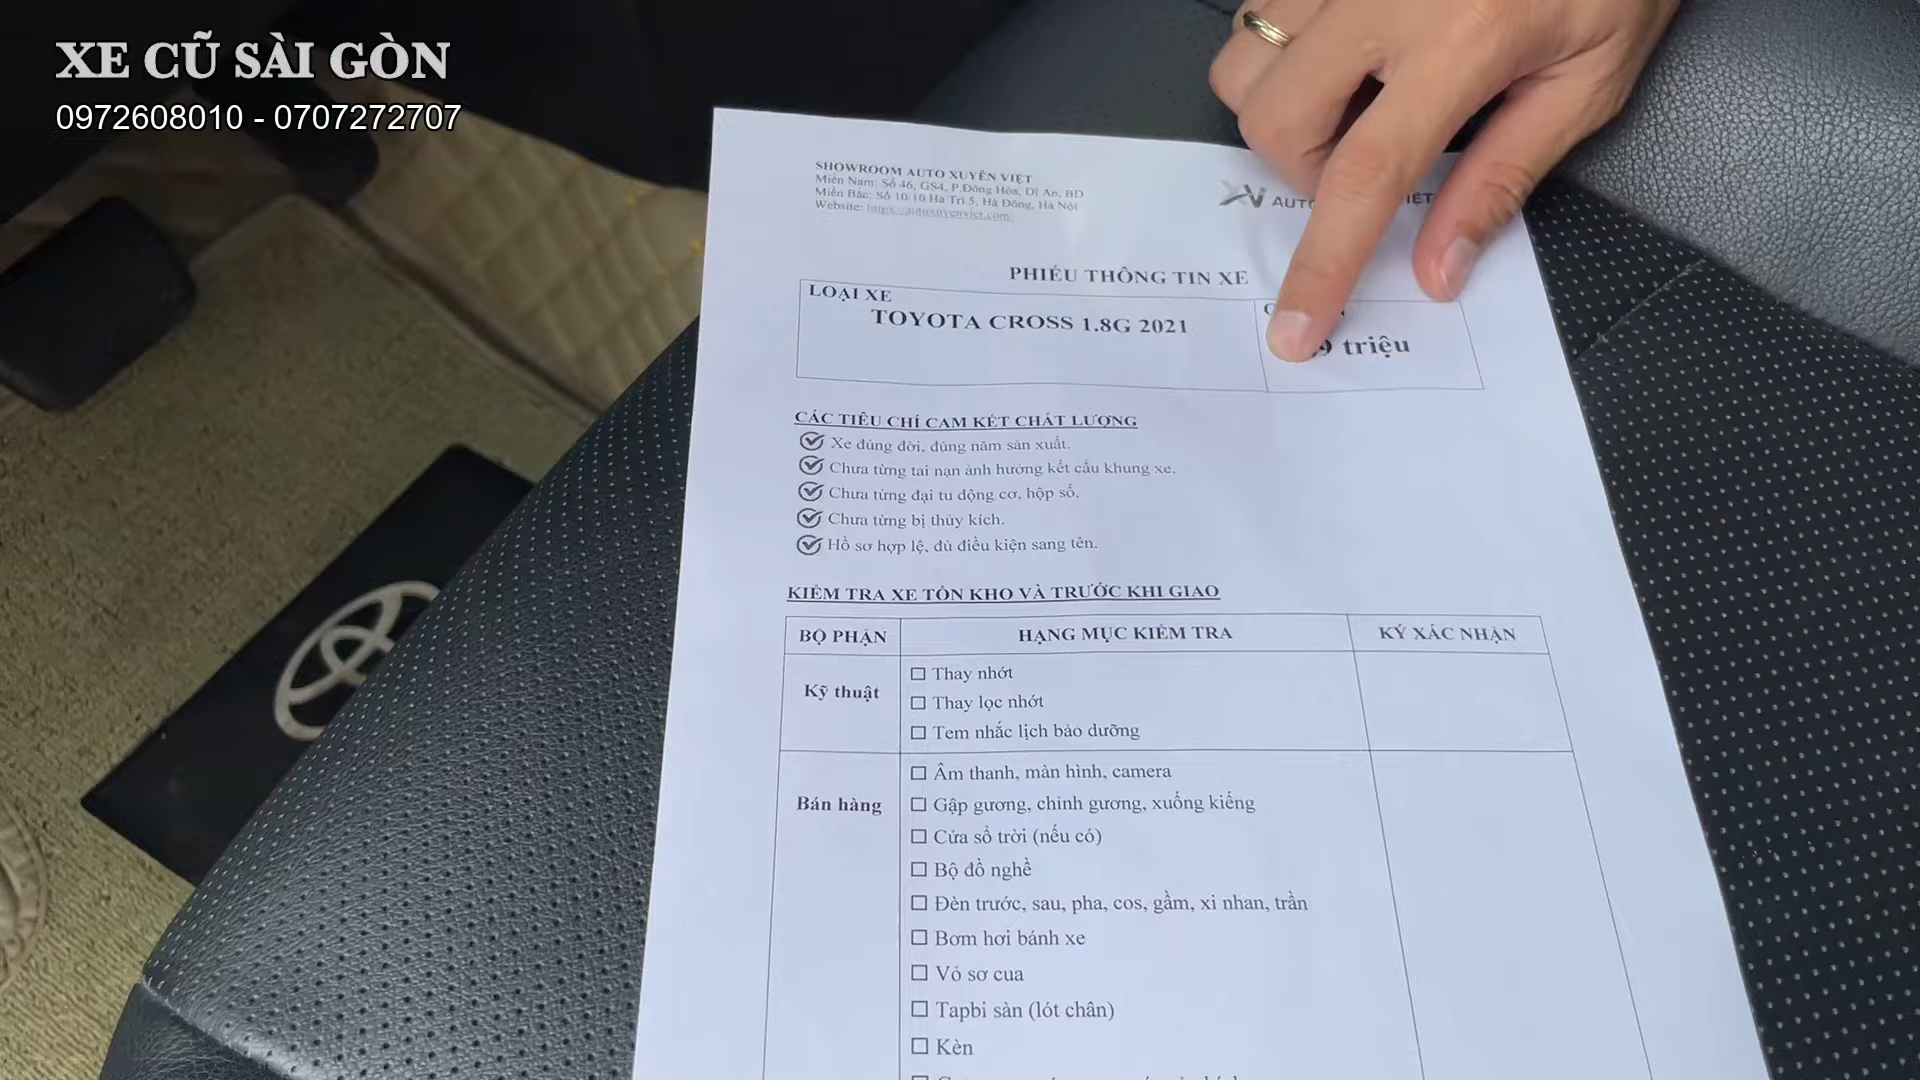 XE CŨ SÀI GÒN
0972608010 - 0707272707
SHOWROOM AUTO XUYÊN VIỆT
Miền Nam: Số 46, GS4, P.Đông Hòa, Dĩ An, BD
Miền Bắc: Số 10/10 Hà Trì 5, Hà Đông, Hà Nội
Website: https://autoxuyenviet.com/
XV AUTO
PHIẾU THÔNG TIN XE
LOẠI XE
TOYOTA CROSS 1.8G 2021
9 triệu
CÁC TIÊU CHÍ CAM KẾT CHẤT LƯỢNG
Xe đúng đời, đúng năm sản xuất.
Chưa từng tai nạn ảnh hưởng kết cấu khung xe.
Chưa từng đại tu động cơ, hộp số.
Chưa từng bị thủy kích.
Hồ sơ hợp lệ, đủ điều kiện sang tên.
KIỂM TRA XE TỒN KHO VÀ TRƯỚC KHI GIAO
BỘ PHẬN HẠNG MỤC KIỂM TRA KÝ XÁC NHẬN
Kỹ thuật
Thay nhớt
Thay lọc nhớt
Tem nhắc lịch bảo dưỡng
Bán hàng
Âm thanh, màn hình, camera
Gập gương, chỉnh gương, xuống kiếng
Cửa sổ trời (nếu có)
Bộ đồ nghề
Đèn trước, sau, pha, cos, gầm, xi nhan, trần
Bơm hơi bánh xe
Vỏ sơ cua
Tapbi sàn (lót chân)
Kèn